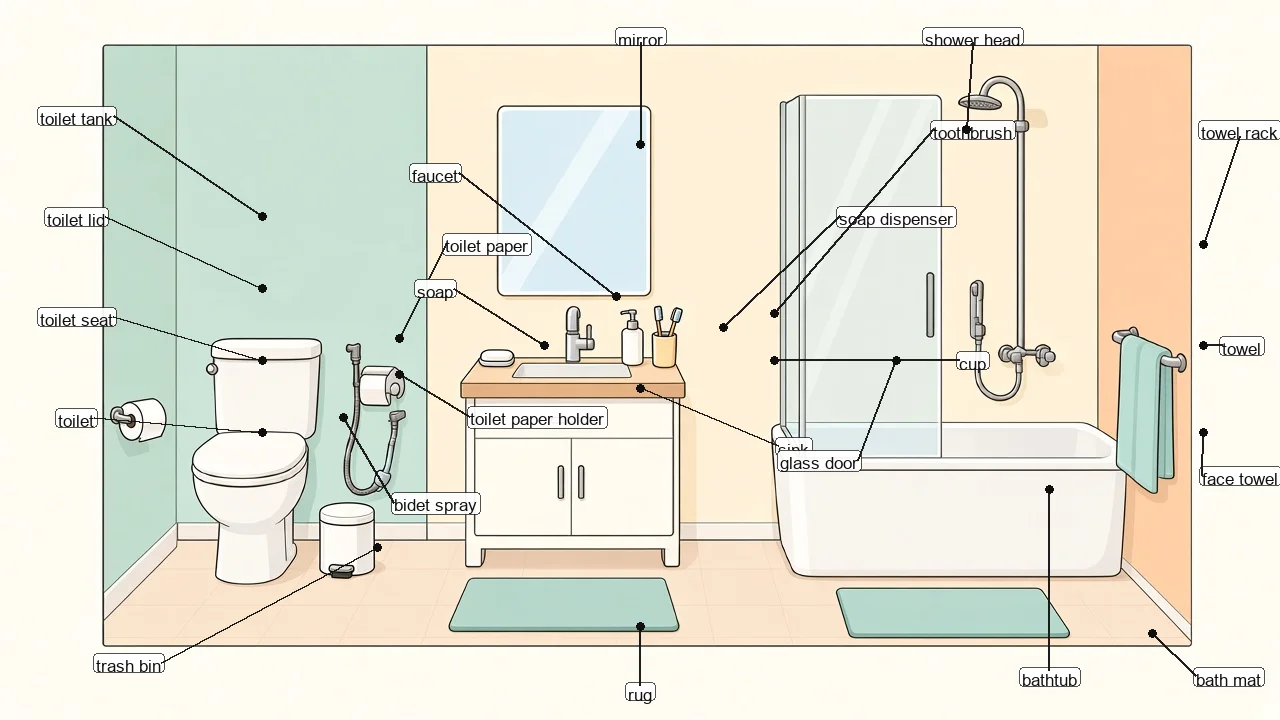 mirror
shower head
toilet tank
toothbrush
towel rack
faucet
toilet lid
soap dispenser
toilet paper
soap
toilet seat
towel
cup
toilet
toilet paper holder
sink
glass door
face towel
bidet spray
trash bin
bathtub
bath mat
rug